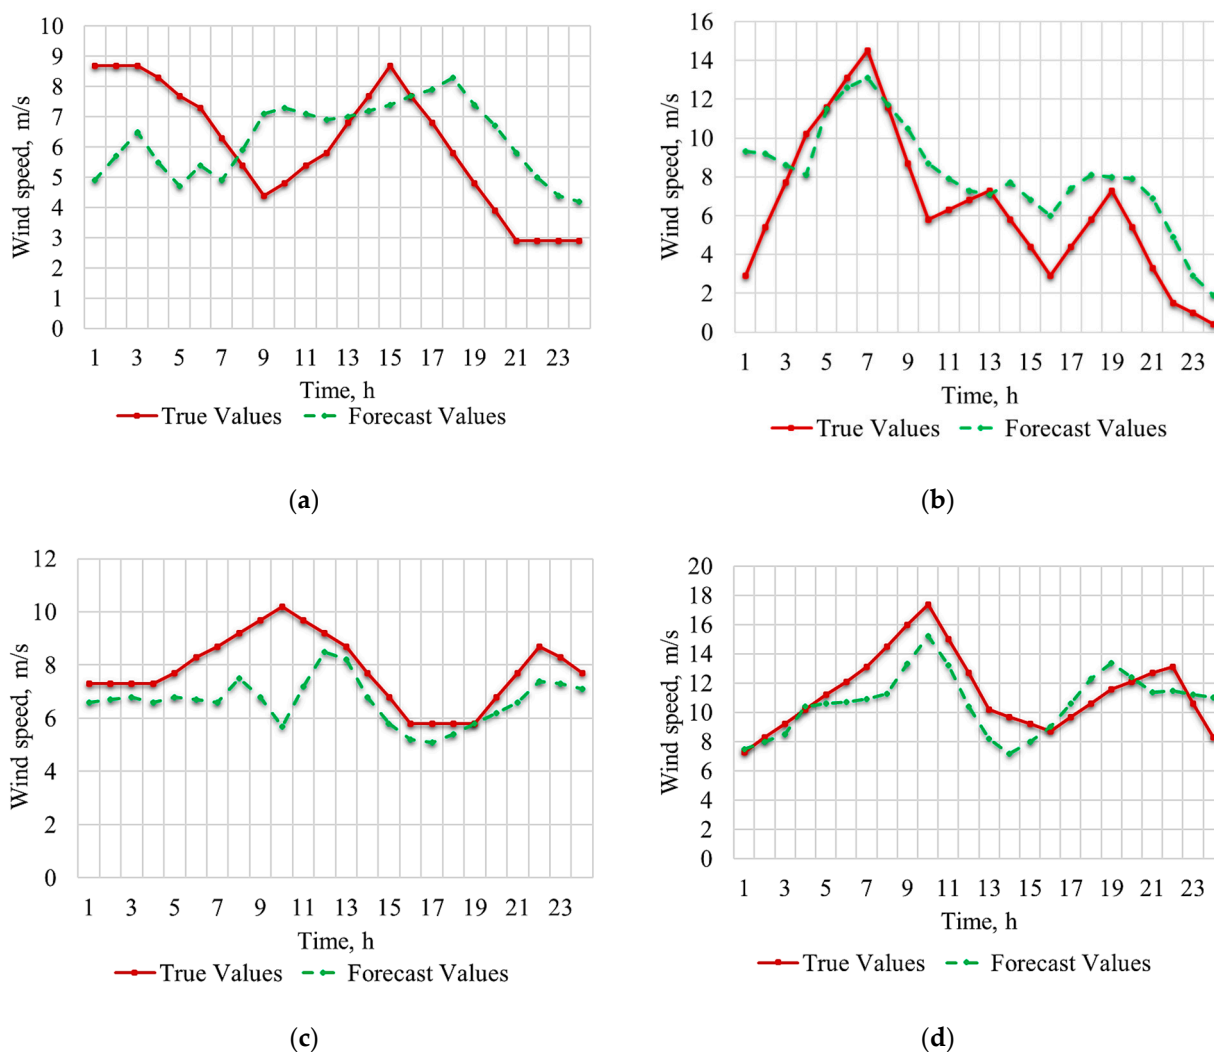 10
9
8
7
6
5
4
3
2
1
0
Wind speed, m/s
1 3 5 7 9 11 13 15 17 19 21 23
Time, h
True Values Forecast Values
(a)
16
14
12
10
8
6
4
2
0
Wind speed, m/s
1 3 5 7 9 11 13 15 17 19 21 23
Time, h
True Values Forecast Values
(b)
12
10
8
6
4
2
0
Wind speed, m/s
1 3 5 7 9 11 13 15 17 19 21 23
Time, h
True Values Forecast Values
(c)
20
18
16
14
12
10
8
6
4
2
0
Wind speed, m/s
1 3 5 7 9 11 13 15 17 19 21 23
Time, h
True Values Forecast Values
(d)